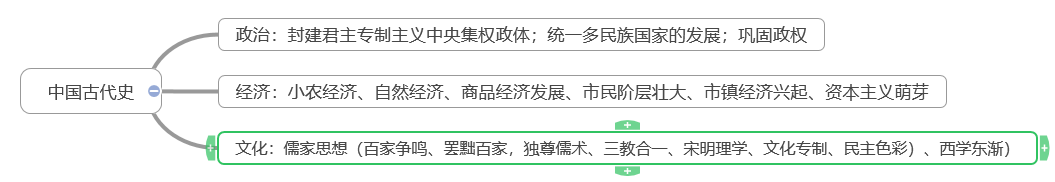 政治：封建君主专制主义中央集权政体；统一多民族国家的发展；巩固政权
中国古代史
经济：小农经济、自然经济、商品经济发展、市民阶层壮大、市镇经济兴起、资本主义萌芽
文化：儒家思想（百家争鸣、罢黜百家，独尊儒术、三教合一、宋明理学、文化专制、民主色彩）、西学东渐）